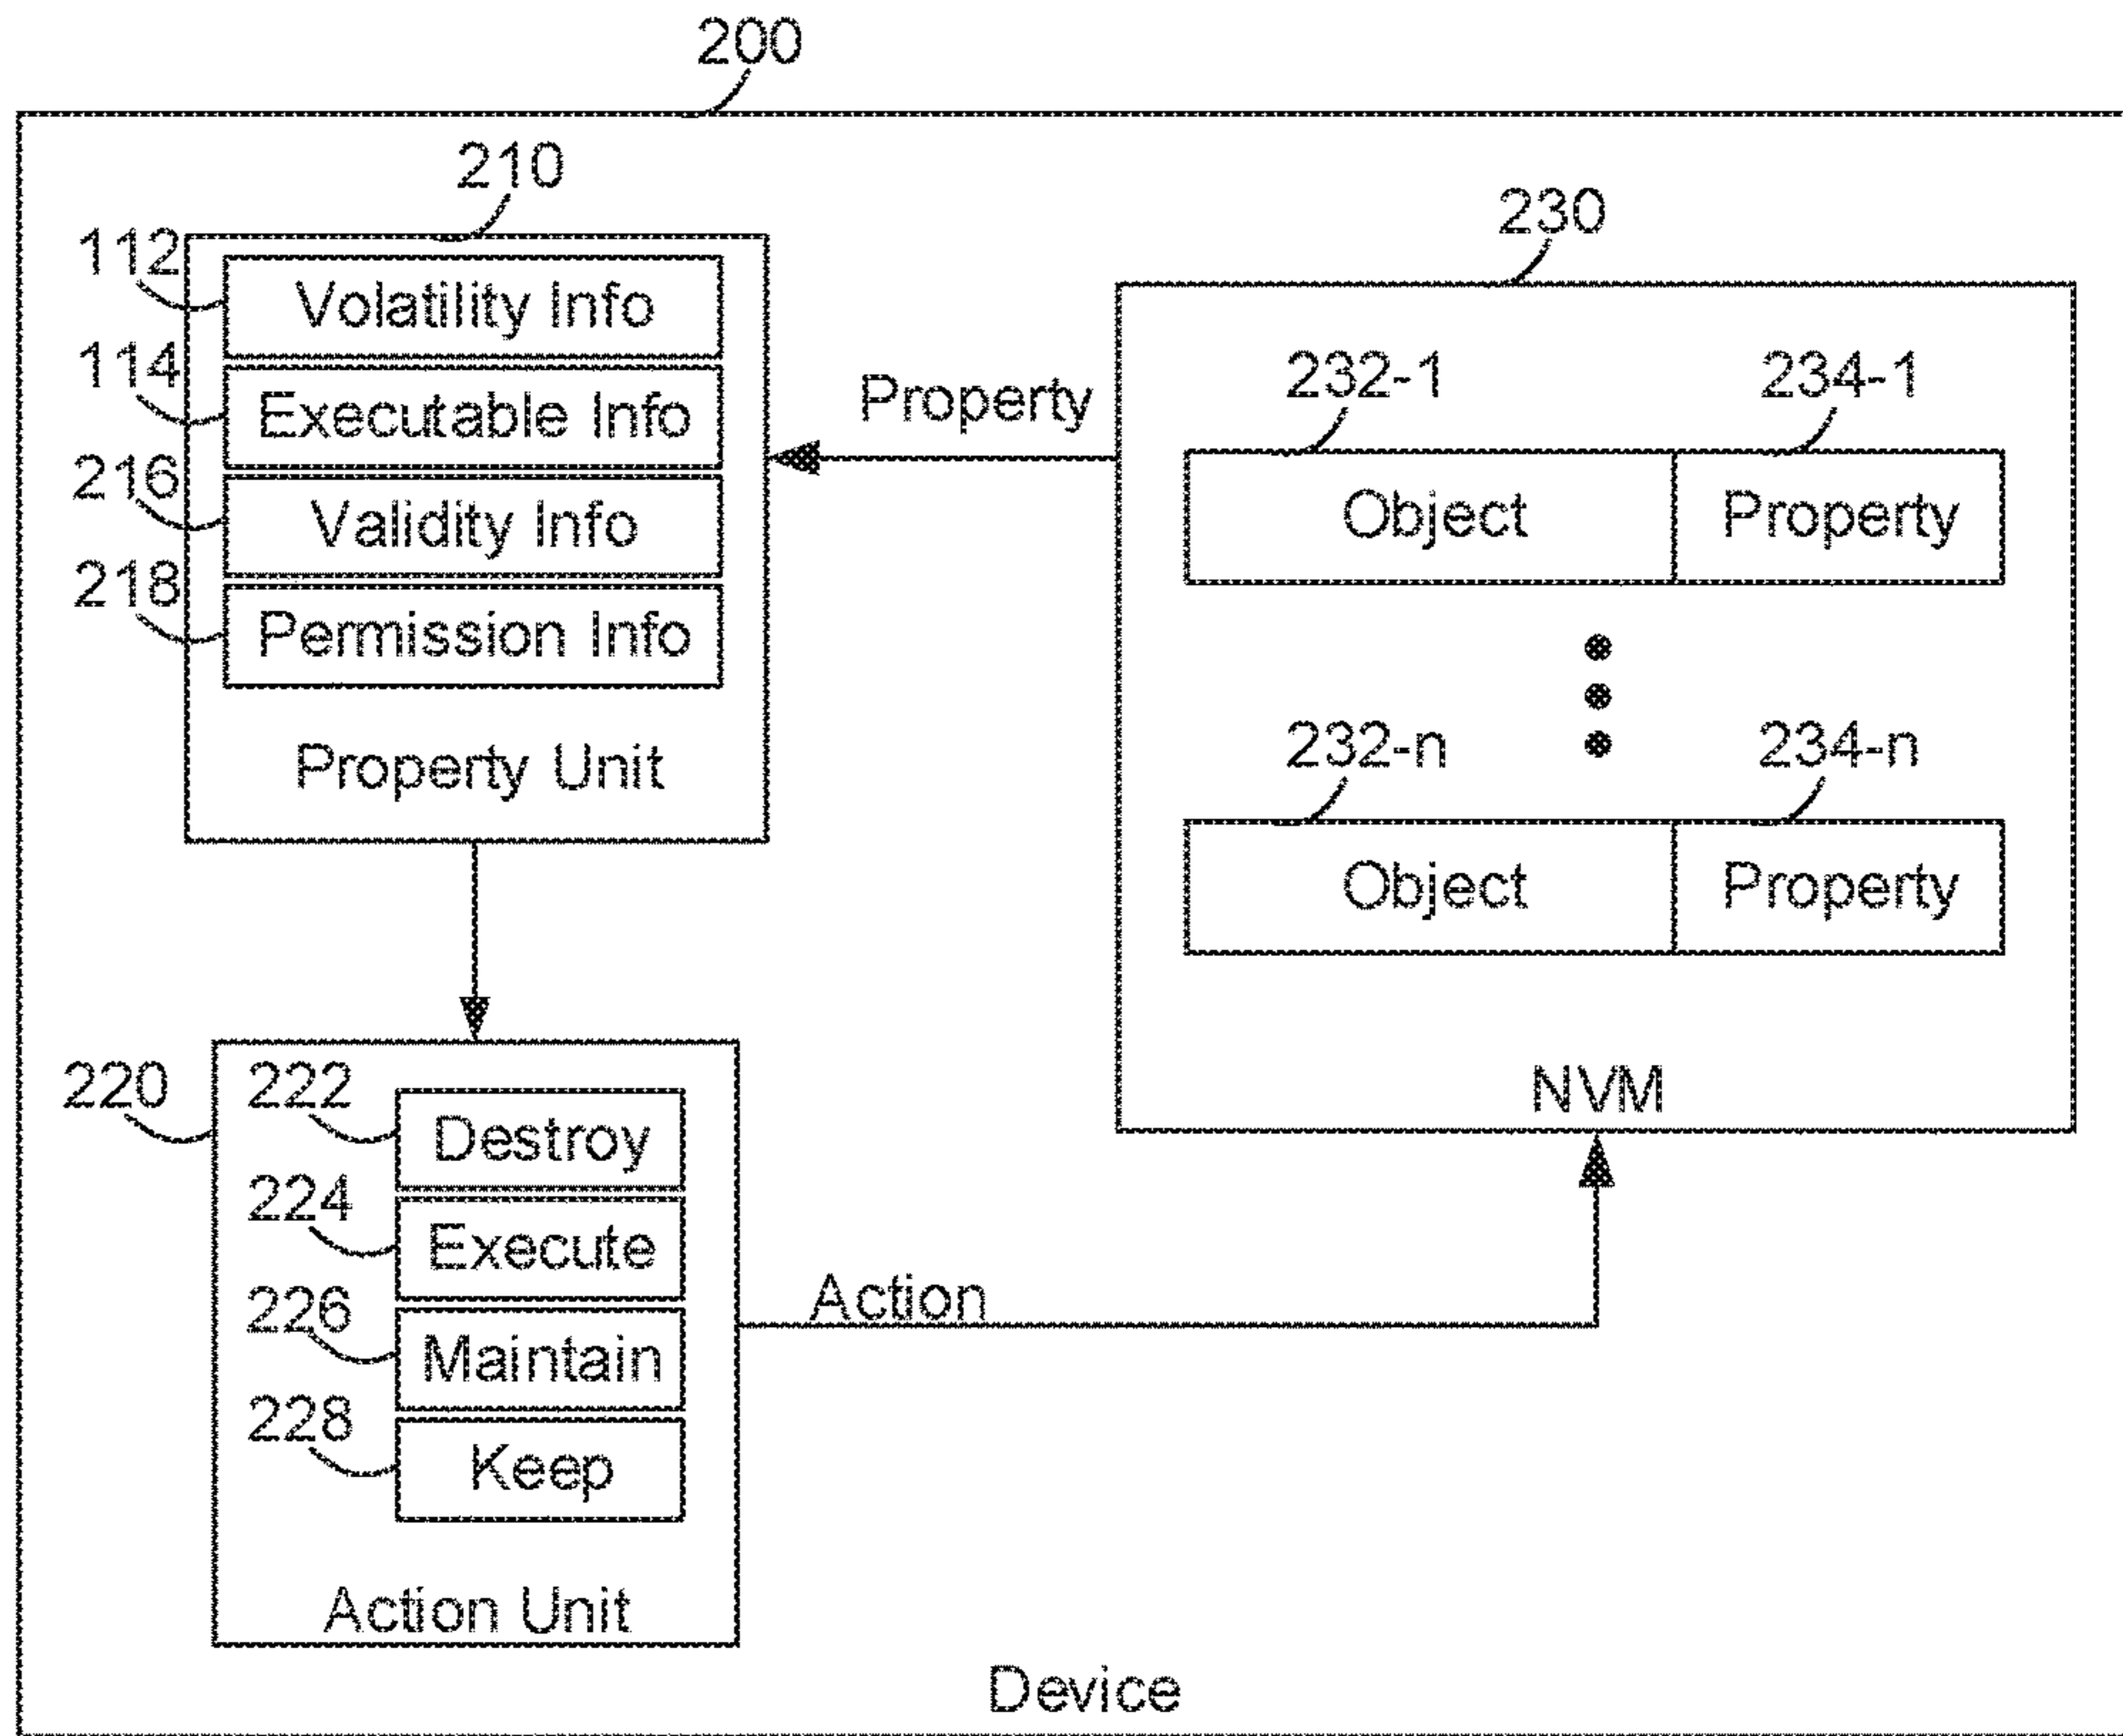 200
210
112
Volatility Info
114
Executable Info
216
Validity Info
218
Permission Info
Property Unit
Property
230
232-1
234-1
Object
Property
232-n
234-n
Object
Property
NVM
220
222
Destroy
224
Execute
226
Maintain
228
Keep
Action Unit
Action
Device